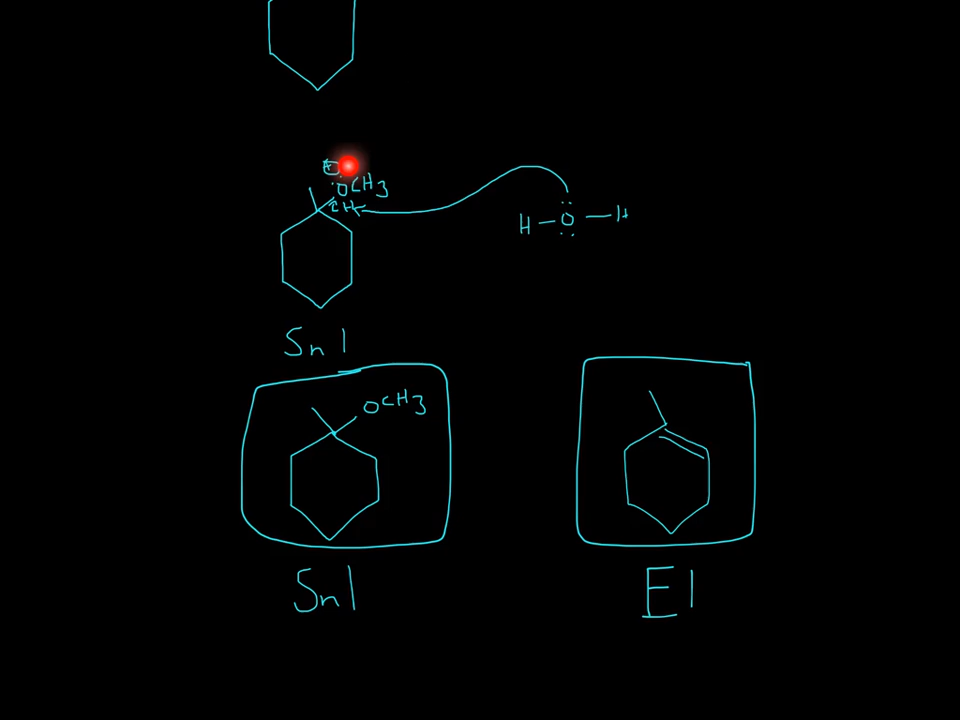 +
OCH3
H
H-O-H
Sn1
OCH3
Sn1
E1